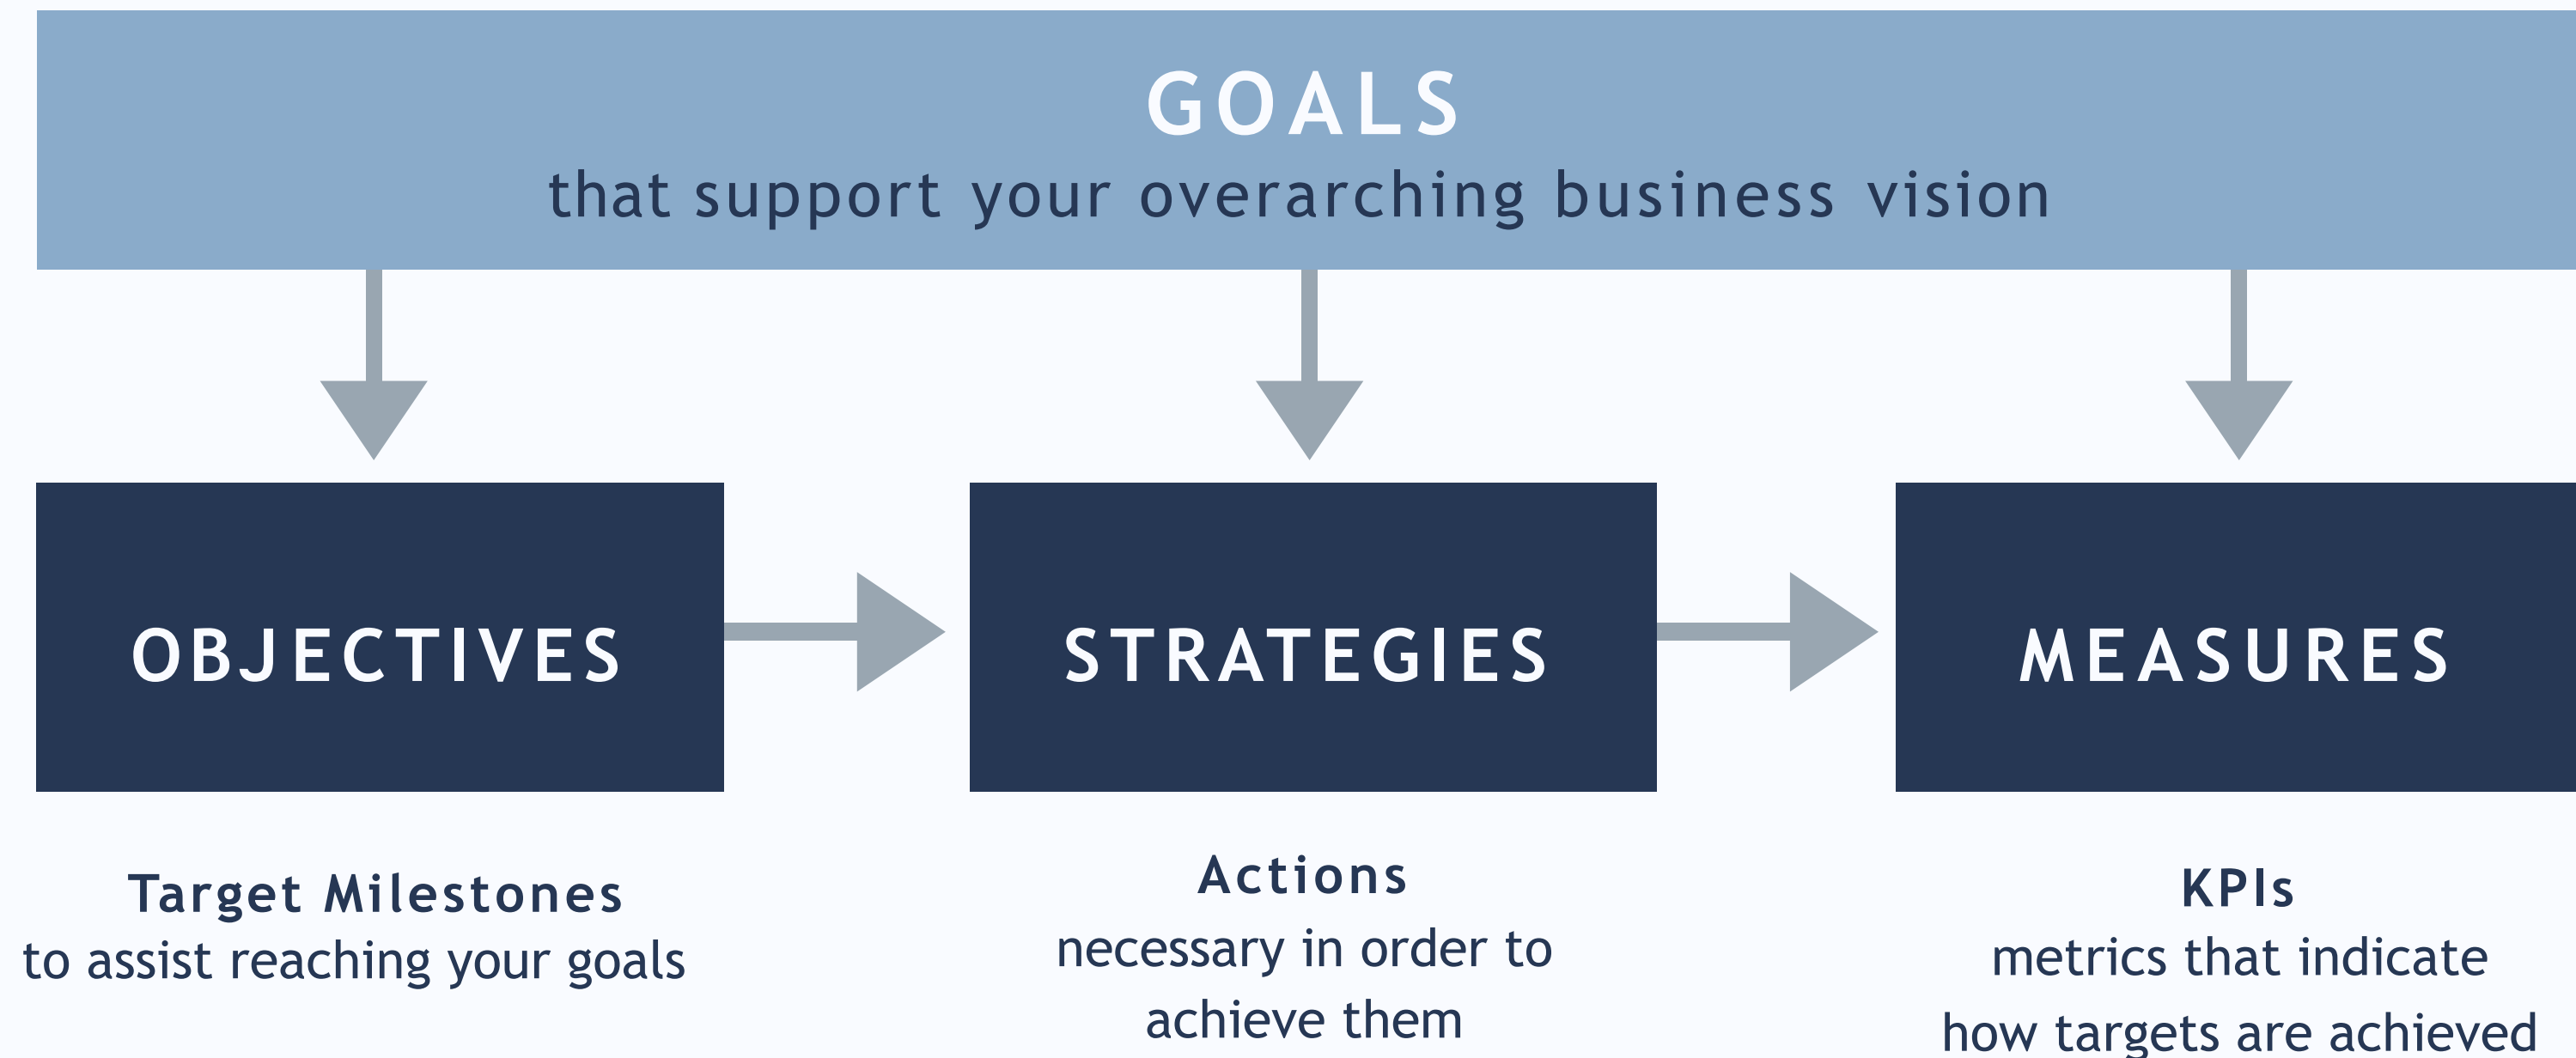 GOALS
that support your overarching business vision
OBJECTIVES
STRATEGIES
MEASURES
Target Milestones
to assist reaching your goals
Actions
necessary in order to
achieve them
KPIs
metrics that indicate
how targets are achieved